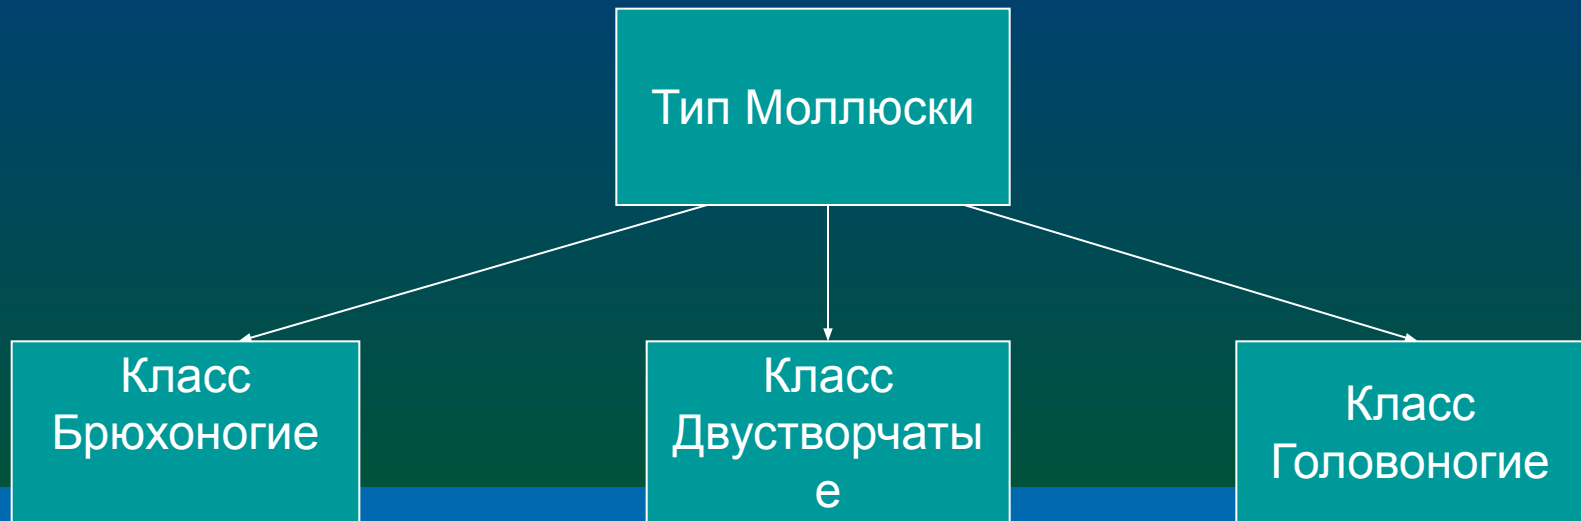 Тип Моллюски
Класс
Брюхоногие
Класс
Двустворчаты
е
Класс
Головоногие